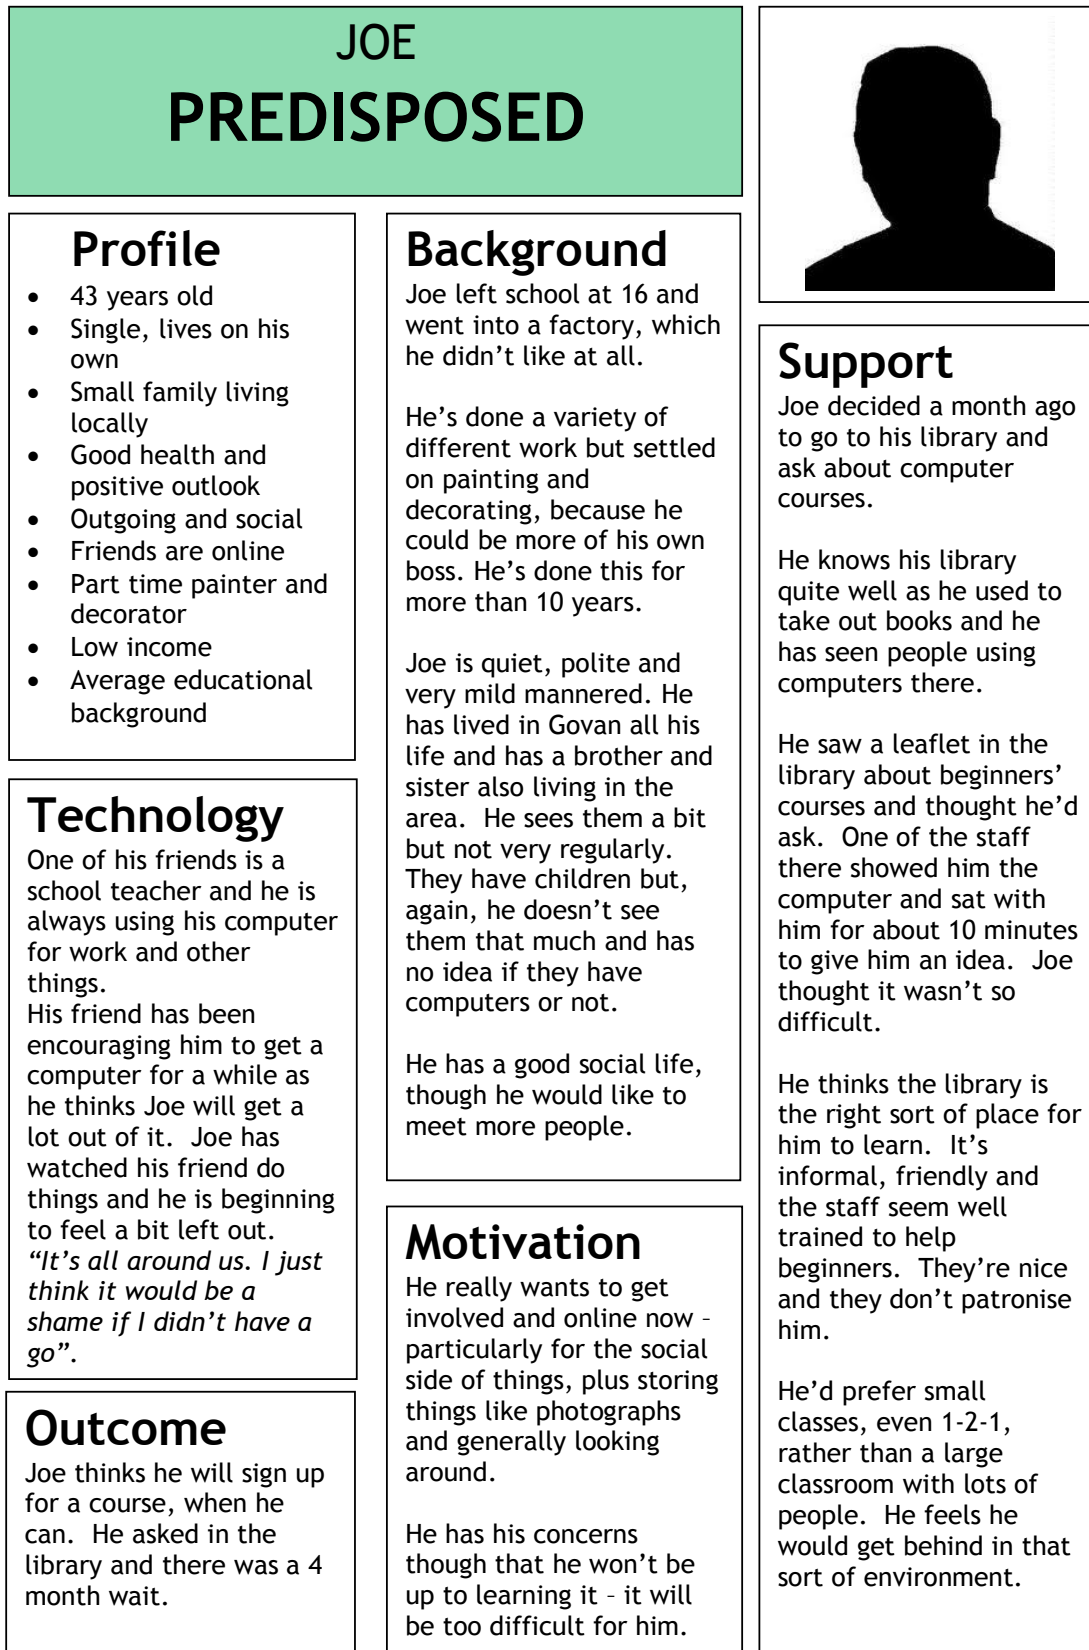 JOE
PREDISPOSED
Profile
• 43 years old
• Single, lives on his
own
• Small family living
locally
• Good health and
positive outlook
• Outgoing and social
• Friends are online
• Part time painter and
decorator
• Low income
• Average educational
background
Technology
One of his friends is a
school teacher and he is
always using his computer
for work and other
things.
His friend has been
encouraging him to get a
computer for a while as
he thinks Joe will get a
lot out of it.  Joe has
watched his friend do
things and he is beginning
to feel a bit left out.
“It’s all around us. I just
think it would be a
shame if I didn’t have a
go”.
Outcome
Joe thinks he will sign up
for a course, when he
can.  He asked in the
library and there was a 4
month wait.
Background
Joe left school at 16 and
went into a factory, which
he didn’t like at all.
He’s done a variety of
different work but settled
on painting and
decorating, because he
could be more of his own
boss. He’s done this for
more than 10 years.
Joe is quiet, polite and
very mild mannered. He
has lived in Govan all his
life and has a brother and
sister also living in the
area.  He sees them a bit
but not very regularly.
They have children but,
again, he doesn’t see
them that much and has
no idea if they have
computers or not.
He has a good social life,
though he would like to
meet more people.
Motivation
He really wants to get
involved and online now –
particularly for the social
side of things, plus storing
things like photographs
and generally looking
around.
He has his concerns
though that he won’t be
up to learning it – it will
be too difficult for him.
Support
Joe decided a month ago
to go to his library and
ask about computer
courses.
He knows his library
quite well as he used to
take out books and he
has seen people using
computers there.
He saw a leaflet in the
library about beginners’
courses and thought he’d
ask.  One of the staff
there showed him the
computer and sat with
him for about 10 minutes
to give him an idea.  Joe
thought it wasn’t so
difficult.
He thinks the library is
the right sort of place for
him to learn.  It’s
informal, friendly and
the staff seem well
trained to help
beginners.  They’re nice
and they don’t patronise
him.
He’d prefer small
classes, even 1-2-1,
rather than a large
classroom with lots of
people.  He feels he
would get behind in that
sort of environment.